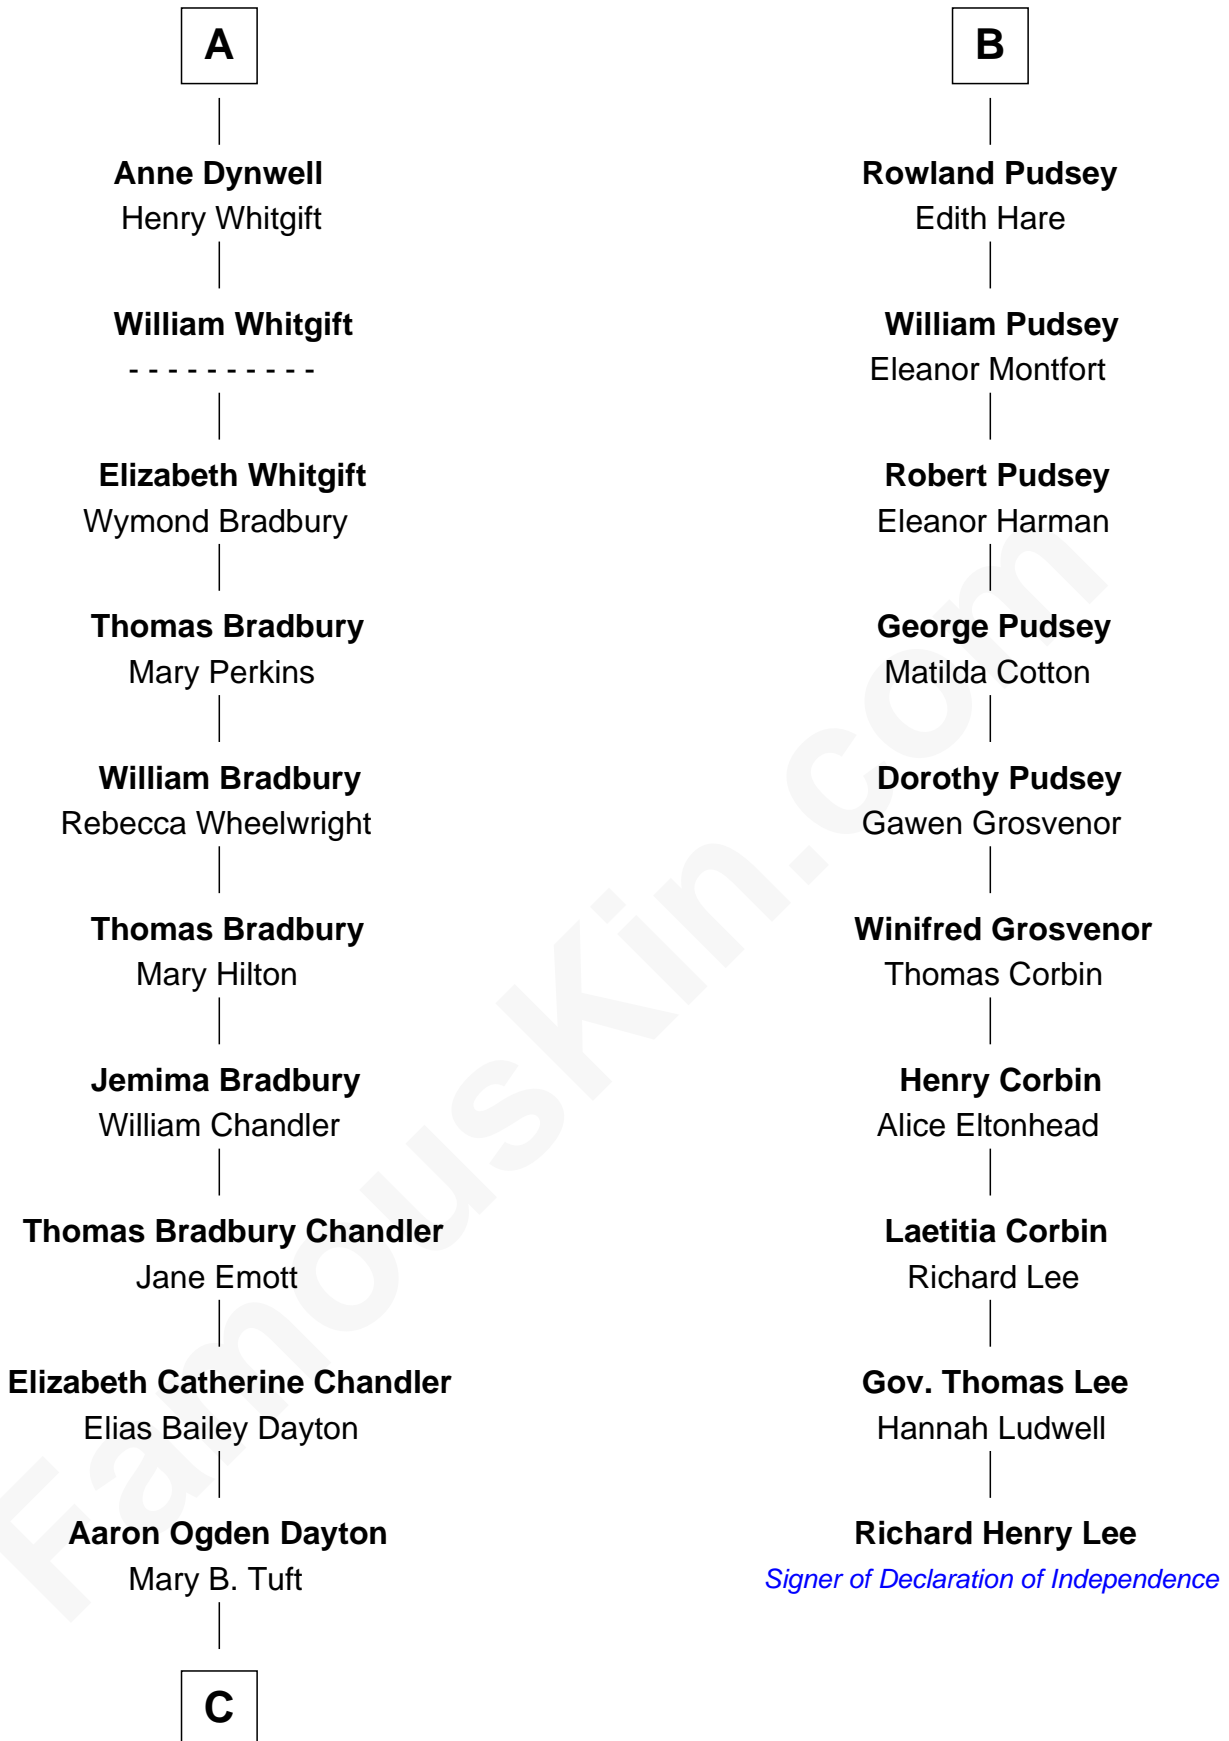 A
Anne Dynwell
Henry Whitgift
William Whitgift
- - - - - - - - - -
Elizabeth Whitgift
Wymond Bradbury
Thomas Bradbury
Mary Perkins
William Bradbury
Rebecca Wheelwright
Thomas Bradbury
Mary Hilton
Jemima Bradbury
William Chandler
Thomas Bradbury Chandler
Jane Emott
Elizabeth Catherine Chandler
Elias Bailey Dayton
Aaron Ogden Dayton
Mary B. Tuft
C
B
Rowland Pudsey
Edith Hare
William Pudsey
Eleanor Montfort
Robert Pudsey
Eleanor Harman
George Pudsey
Matilda Cotton
Dorothy Pudsey
Gawen Grosvenor
Winifred Grosvenor
Thomas Corbin
Henry Corbin
Alice Eltonhead
Laetitia Corbin
Richard Lee
Gov. Thomas Lee
Hannah Ludwell
Richard Henry Lee
Signer of Declaration of Independence
FamousKin.com